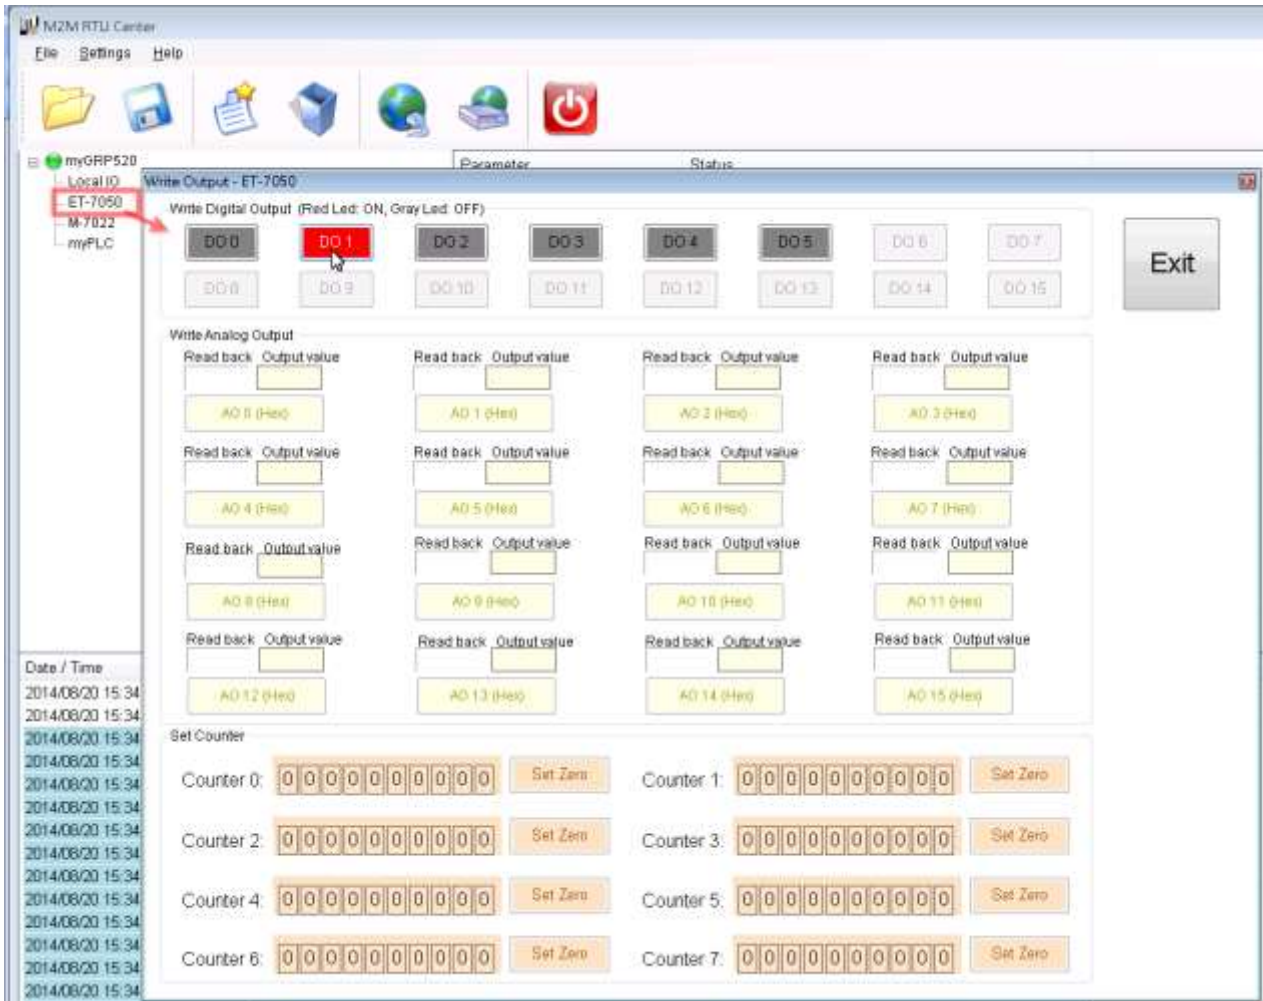 M2M RTU Center
File Settings Help
myGRP520
Local IO
ET-7050
M-7022
myPLC
Parameter Status
Write Output - ET-7050
Write Digital Output (Red Led: ON, Gray Led: OFF)
DO 0 DO 1 DO 2 DO 3 DO 4 DO 5 DO 6 DO 7
DO 8 DO 9 DO 10 DO 11 DO 12 DO 13 DO 14 DO 15
Exit
Write Analog Output
Read back Output value Read back Output value Read back Output value Read back Output value
AO 0 (Hex) AO 1 (Hex) AO 2 (Hex) AO 3 (Hex)
Read back Output value Read back Output value Read back Output value Read back Output value
AO 4 (Hex) AO 5 (Hex) AO 6 (Hex) AO 7 (Hex)
Read back Output value Read back Output value Read back Output value Read back Output value
AO 8 (Hex) AO 9 (Hex) AO 10 (Hex) AO 11 (Hex)
Read back Output value Read back Output value Read back Output value Read back Output value
AO 12 (Hex) AO 13 (Hex) AO 14 (Hex) AO 15 (Hex)
Set Counter
Counter 0: 0 0 0 0 0 0 0 0 0 0 Set Zero Counter 1: 0 0 0 0 0 0 0 0 0 0 Set Zero
Counter 2: 0 0 0 0 0 0 0 0 0 0 Set Zero Counter 3: 0 0 0 0 0 0 0 0 0 0 Set Zero
Counter 4: 0 0 0 0 0 0 0 0 0 0 Set Zero Counter 5: 0 0 0 0 0 0 0 0 0 0 Set Zero
Counter 6: 0 0 0 0 0 0 0 0 0 0 Set Zero Counter 7: 0 0 0 0 0 0 0 0 0 0 Set Zero
Date / Time
2014/08/20 15:34
2014/08/20 15:34
2014/08/20 15:34
2014/08/20 15:34
2014/08/20 15:34
2014/08/20 15:34
2014/08/20 15:34
2014/08/20 15:34
2014/08/20 15:34
2014/08/20 15:34
2014/08/20 15:34
2014/08/20 15:34
2014/08/20 15:34
2014/08/20 15:34